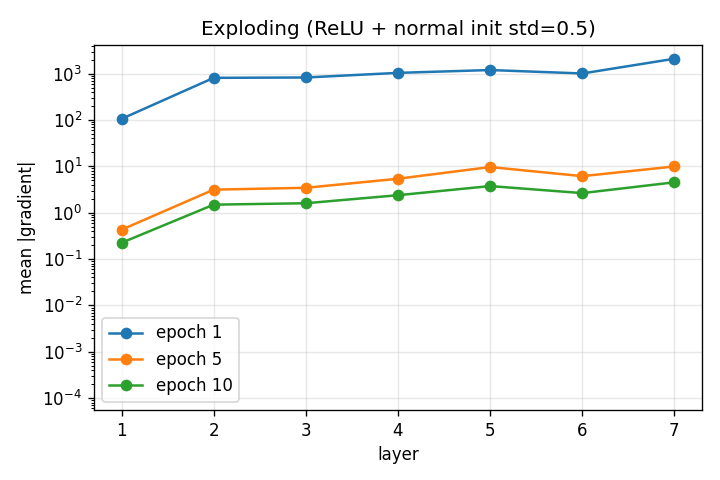 Exploding (ReLU + normal init std=0.5)
mean |gradient|
10³
10²
10¹
10⁰
10⁻¹
10⁻²
10⁻³
10⁻⁴
epoch 1
epoch 5
epoch 10
1 2 3 4 5 6 7
layer